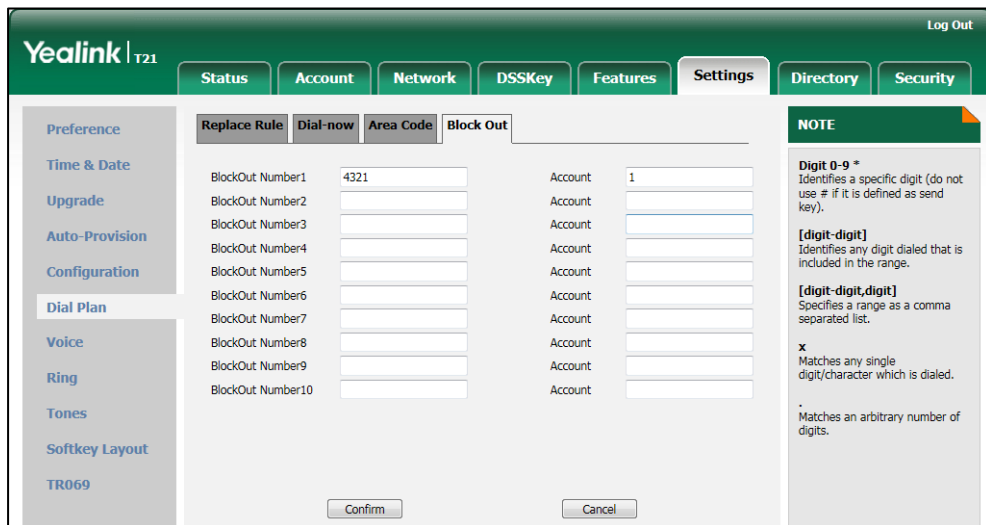 Log Out
Yealink T21
Status Account Network DSSKey Features Settings Directory Security
Preference
Time & Date
Upgrade
Auto-Provision
Configuration
Dial Plan
Voice
Ring
Tones
Softkey Layout
TR069
Replace Rule Dial-now Area Code Block Out
BlockOut Number1 4321 Account 1
BlockOut Number2 Account
BlockOut Number3 Account
BlockOut Number4 Account
BlockOut Number5 Account
BlockOut Number6 Account
BlockOut Number7 Account
BlockOut Number8 Account
BlockOut Number9 Account
BlockOut Number10 Account
Confirm Cancel
NOTE
Digit 0-9 *
Identifies a specific digit (do not
use # if it is defined as send
key).
[digit-digit]
Identifies any digit dialed that is
included in the range.
[digit-digit,digit]
Specifies a range as a comma
separated list.
x
Matches any single
digit/character which is dialed.
.
Matches an arbitrary number of
digits.